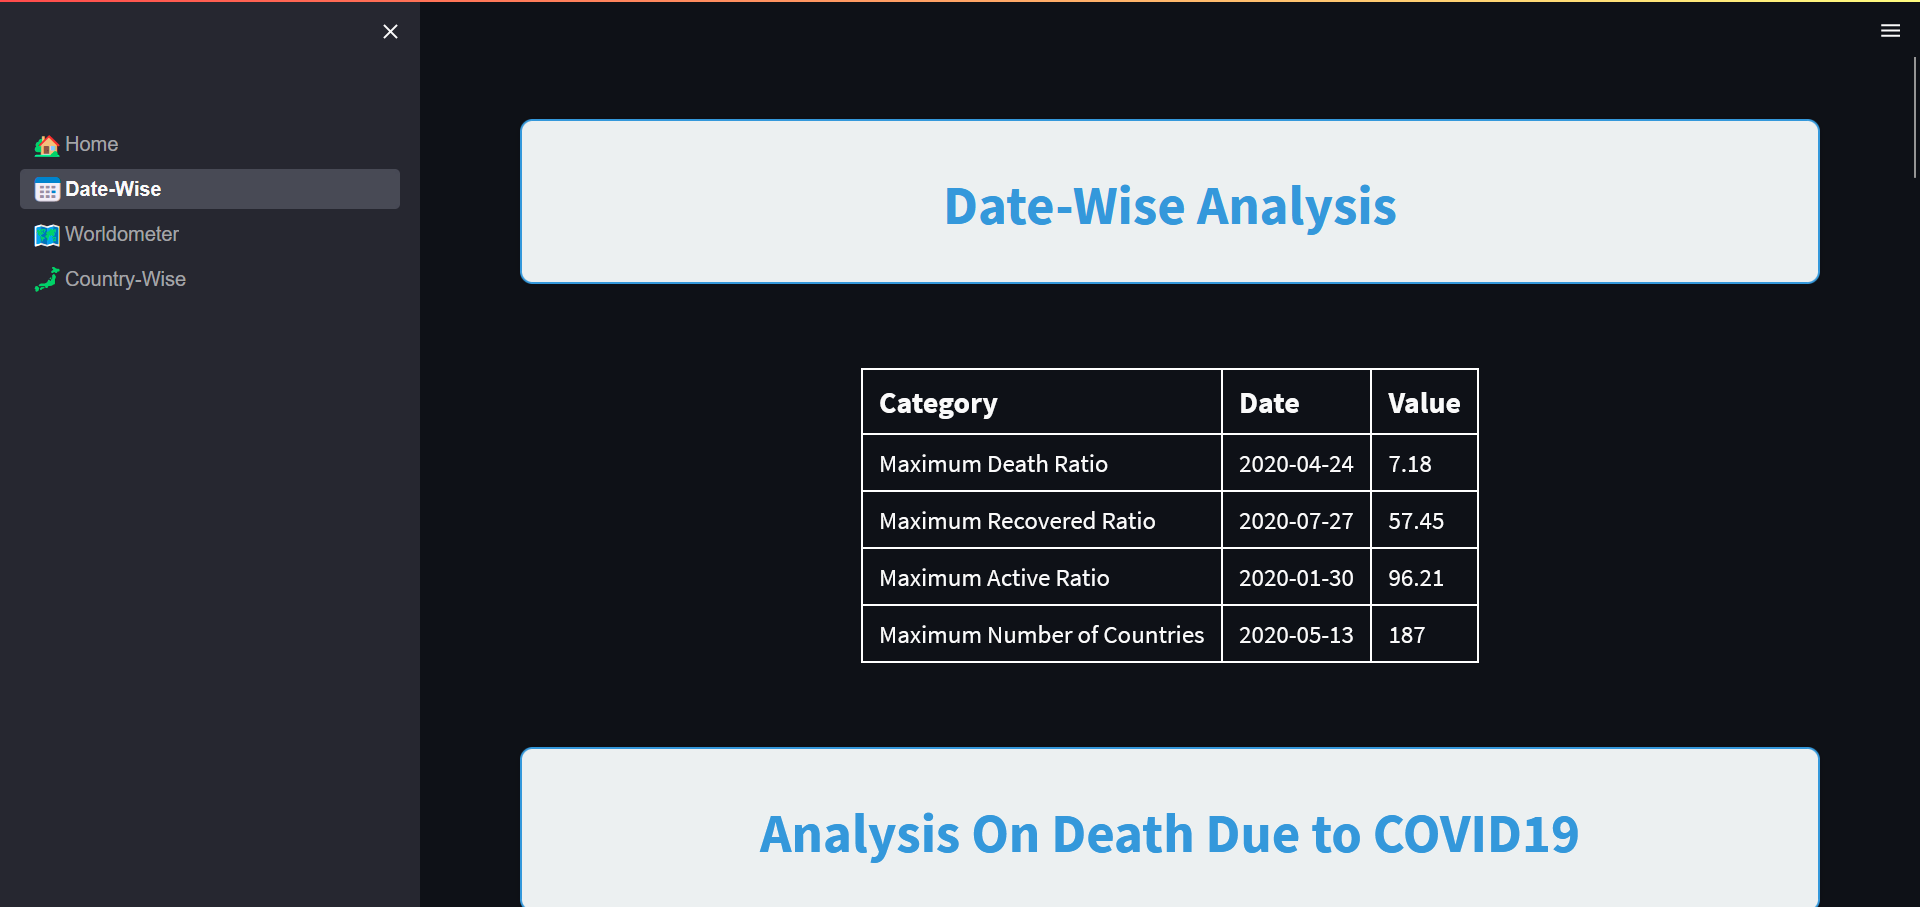 Home
Date-Wise
Worldometer
Country-Wise
Date-Wise Analysis
Category Date Value
Maximum Death Ratio 2020-04-24 7.18
Maximum Recovered Ratio 2020-07-27 57.45
Maximum Active Ratio 2020-01-30 96.21
Maximum Number of Countries 2020-05-13 187
Analysis On Death Due to COVID19